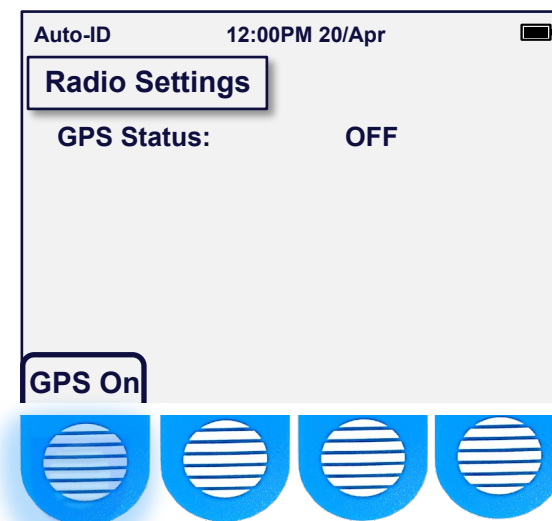 Auto-ID 12:00PM 20/Apr
Radio Settings
GPS Status: OFF
GPS On